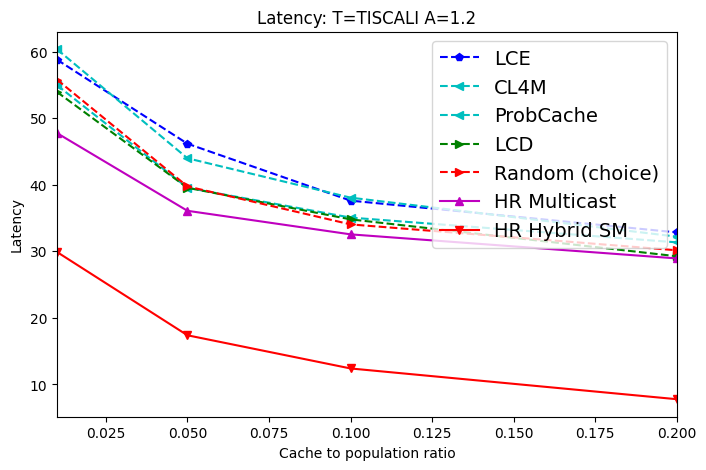 Latency: T=TISCALI A=1.2
LCE
CL4M
ProbCache
LCD
Random (choice)
HR Multicast
HR Hybrid SM
60
50
40
30
20
10
Latency
0.025
0.050
0.075
0.100
0.125
0.150
0.175
0.200
Cache to population ratio